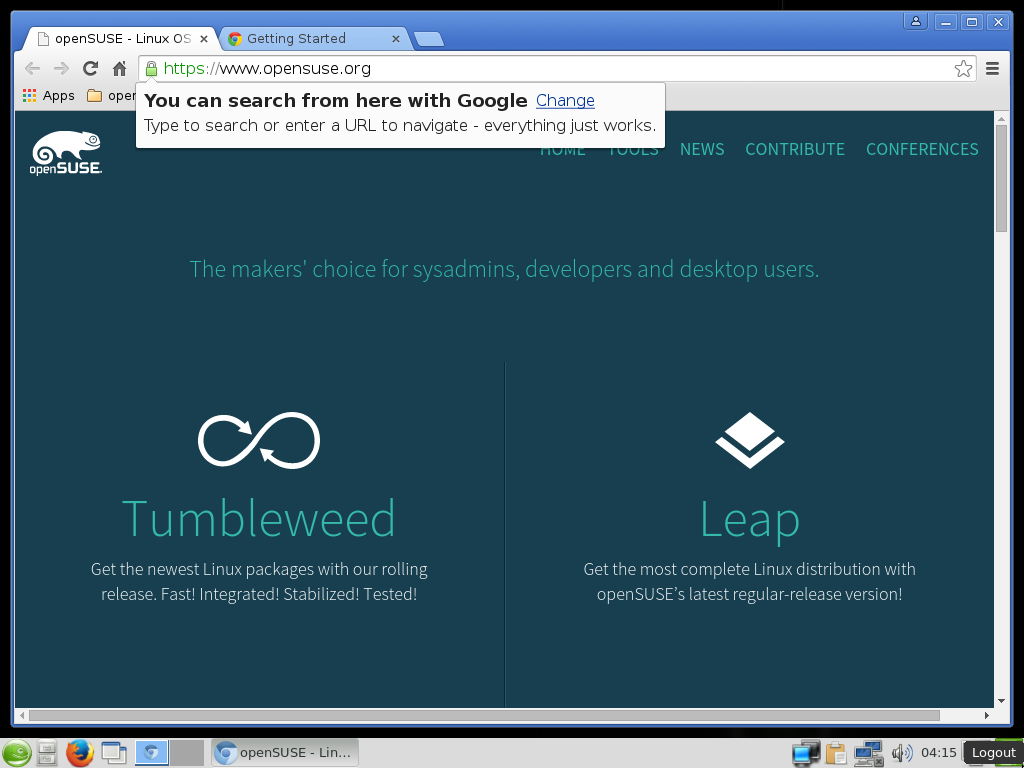 openSUSE - Linux OS
Getting Started
https://www.opensuse.org
Apps
open
You can search from here with Google Change
Type to search or enter a URL to navigate - everything just works.
openSUSE.
HOME TOOLS NEWS CONTRIBUTE CONFERENCES
The makers' choice for sysadmins, developers and desktop users.
Tumbleweed
Get the newest Linux packages with our rolling
release. Fast! Integrated! Stabilized! Tested!
Leap
Get the most complete Linux distribution with
openSUSE’s latest regular-release version!
openSUSE - Lin...
04:15
Logout